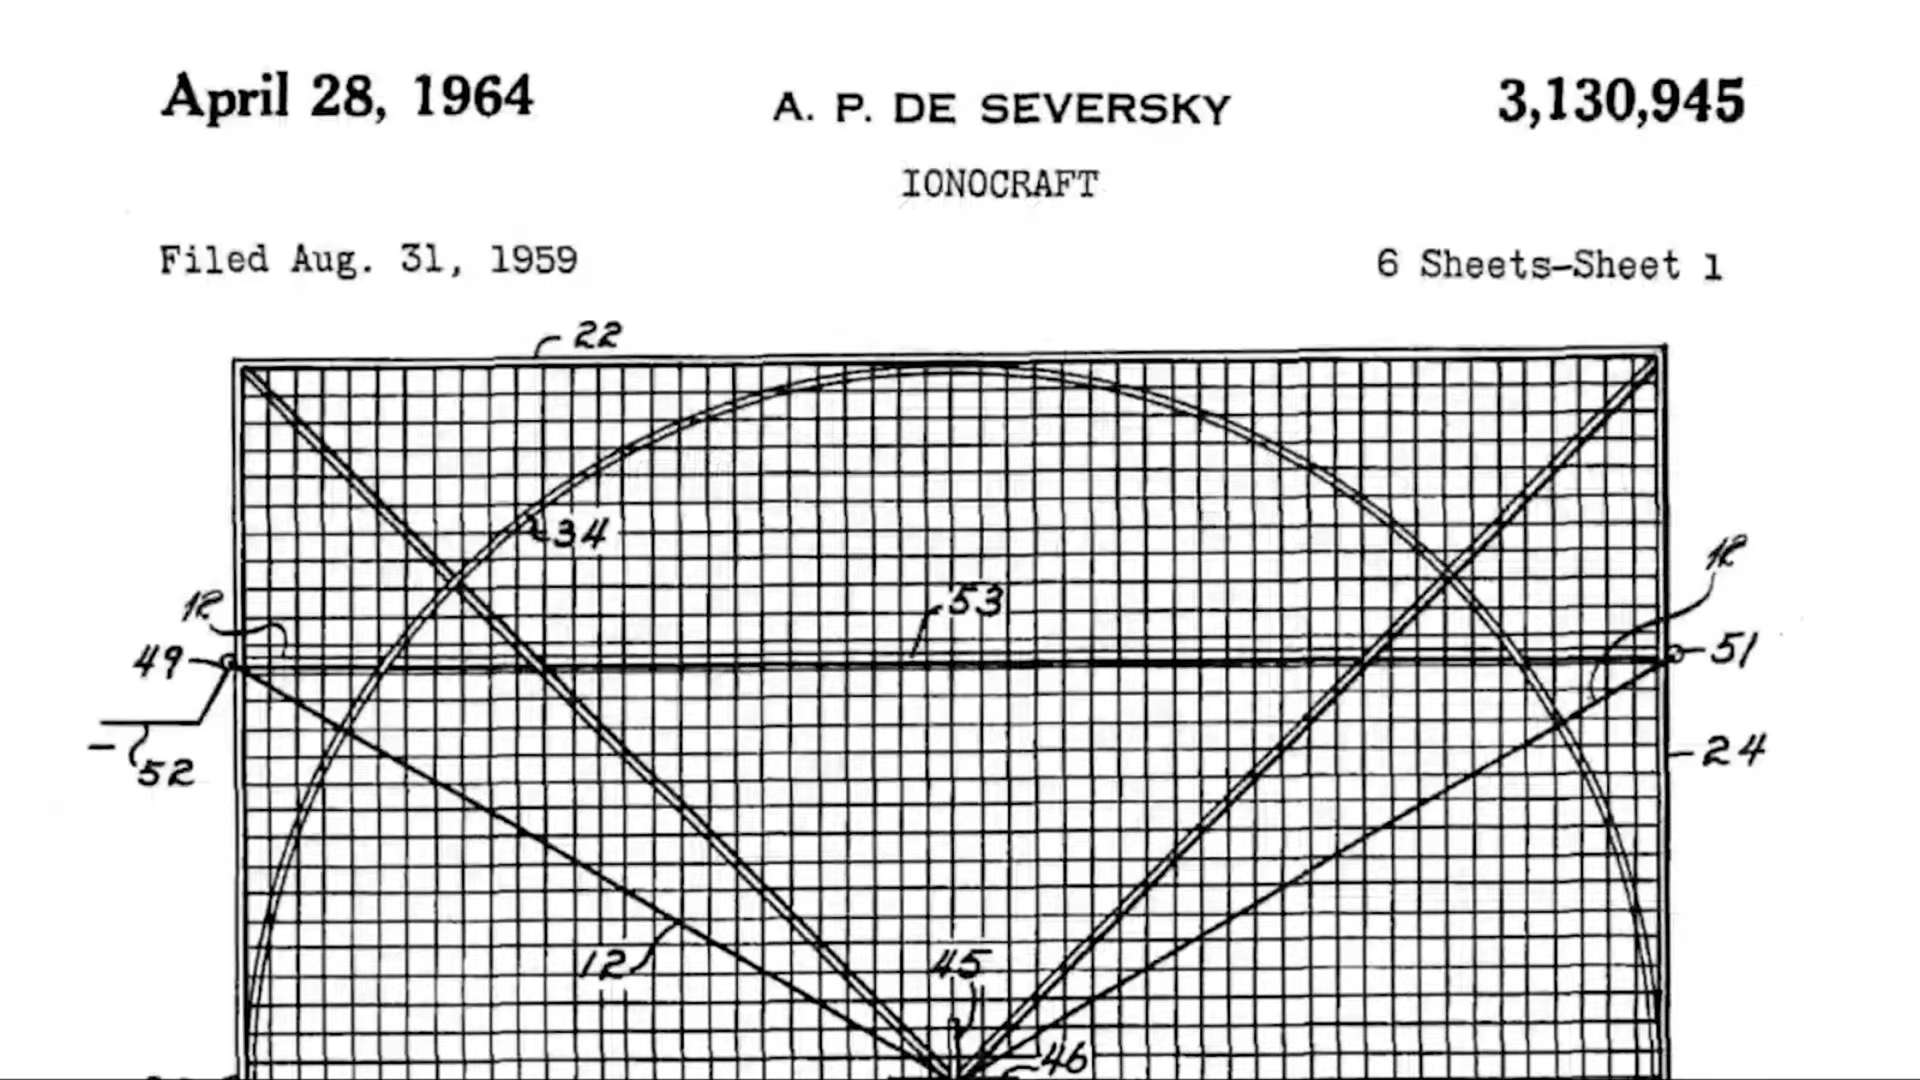 April 28, 1964
A. P. DE SEVERSKY
3,130,945
IONOCRAFT
Filed Aug. 31, 1959
6 Sheets-Sheet 1
22
34
12
18
53
49
51
24
- 52
12
45
46